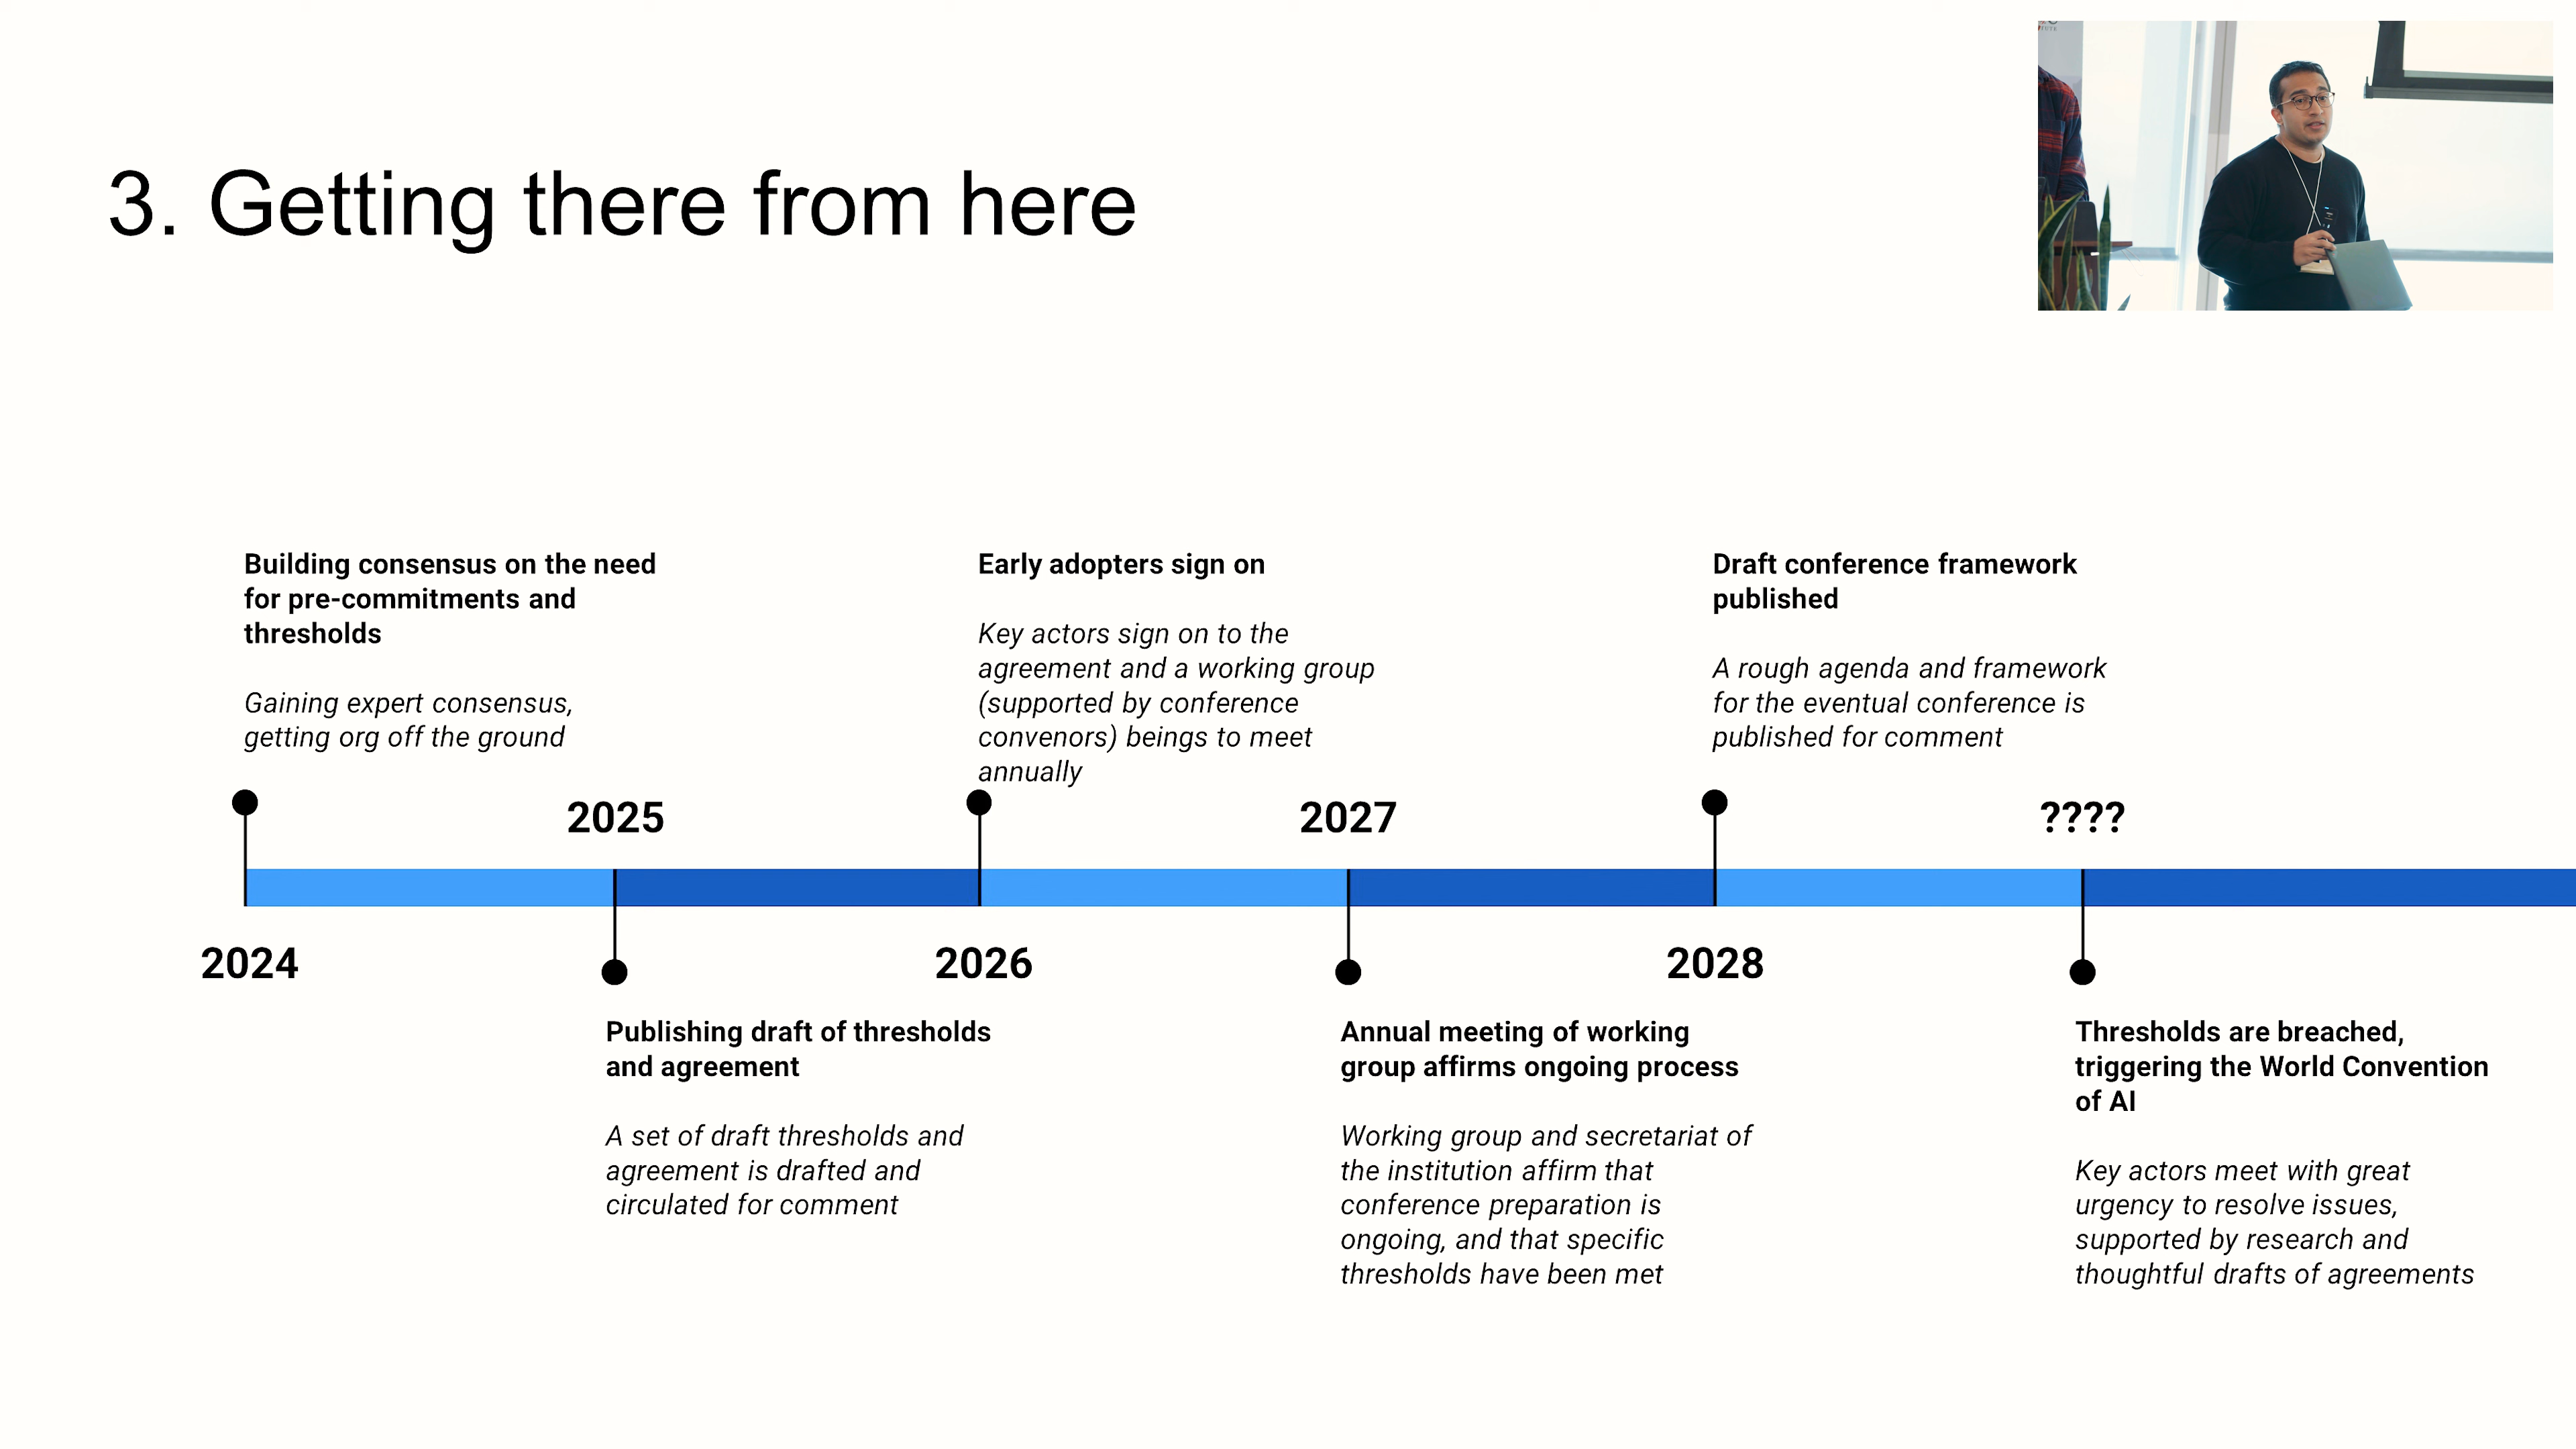 3. Getting there from here
Building consensus on the need
for pre-commitments and
thresholds
Gaining expert consensus,
getting org off the ground
Early adopters sign on
Key actors sign on to the
agreement and a working group
(supported by conference
convenors) beings to meet
annually
Draft conference framework
published
A rough agenda and framework
for the eventual conference is
published for comment
2025
2027
????
2024
2026
2028
Publishing draft of thresholds
and agreement
A set of draft thresholds and
agreement is drafted and
circulated for comment
Annual meeting of working
group affirms ongoing process
Working group and secretariat of
the institution affirm that
conference preparation is
ongoing, and that specific
thresholds have been met
Thresholds are breached,
triggering the World Convention
of AI
Key actors meet with great
urgency to resolve issues,
supported by research and
thoughtful drafts of agreements